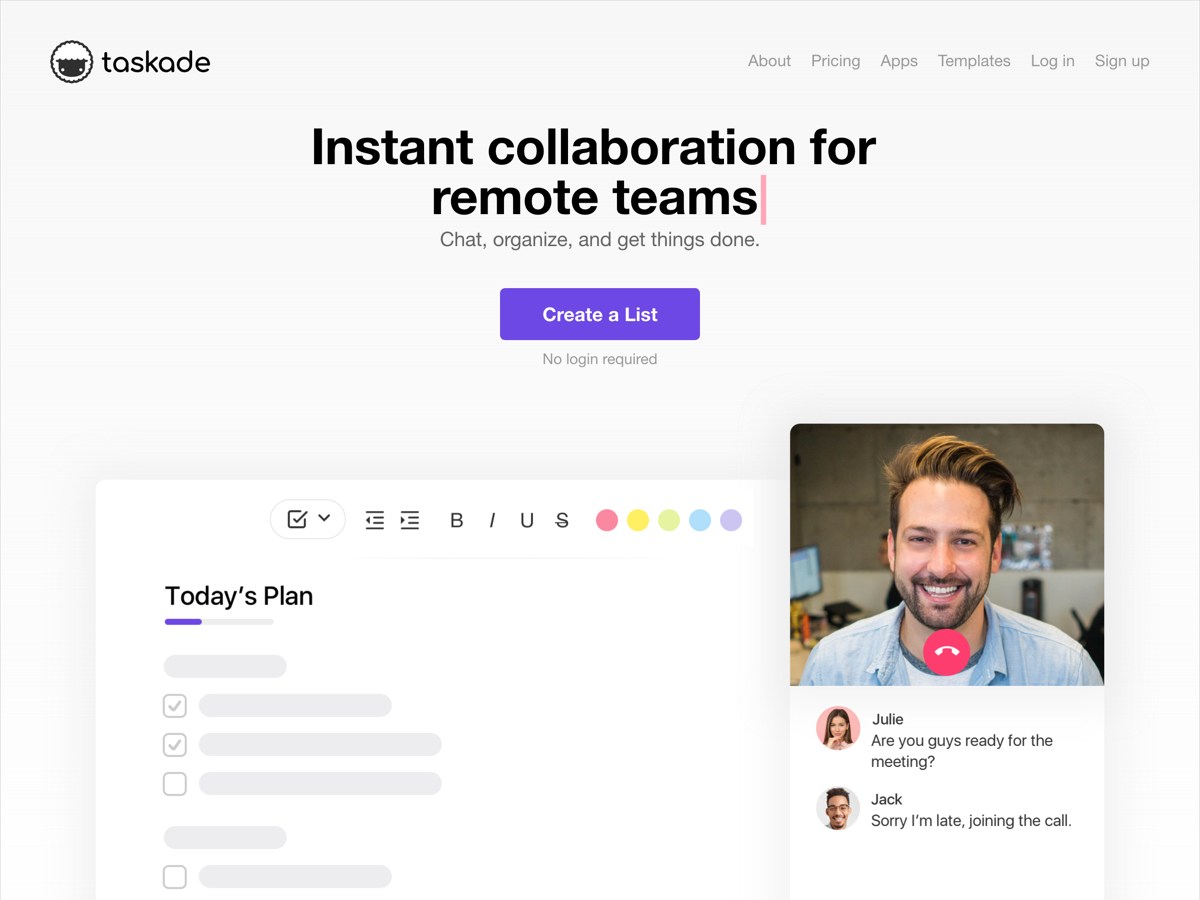 taskade
About Pricing Apps Templates Log in Sign up
Instant collaboration for
remote teams
Chat, organize, and get things done.
Create a List
No login required
B I U S
Today’s Plan
Julie
Are you guys ready for the
meeting?
Jack
Sorry I’m late, joining the call.